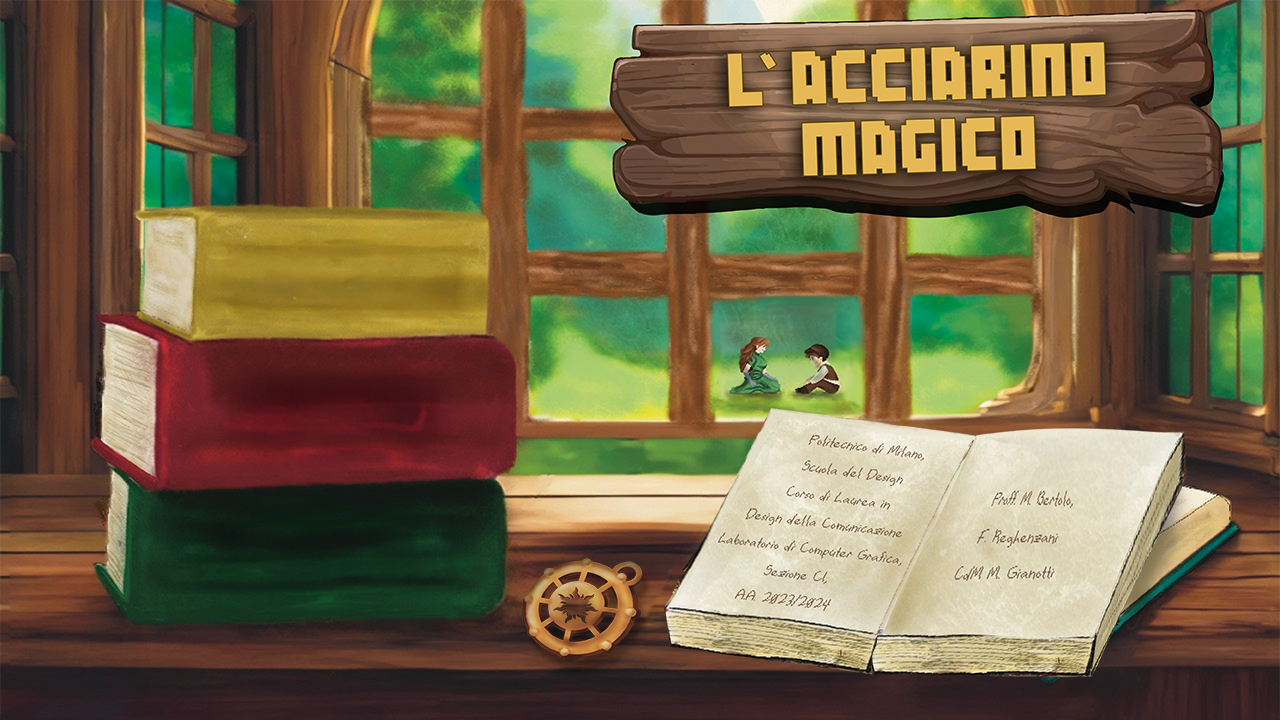 L`ACCIARINO
MAGICO
Politecnico di Milano,
Scuola del Design
Corso di Laurea in
Design della Comunicazione
Laboratorio di Computer Grafica,
Sezione C1,
A.A. 2023/2024
Proff. M. Bertolo,
F. Reghenzani
CdM M. Gianotti